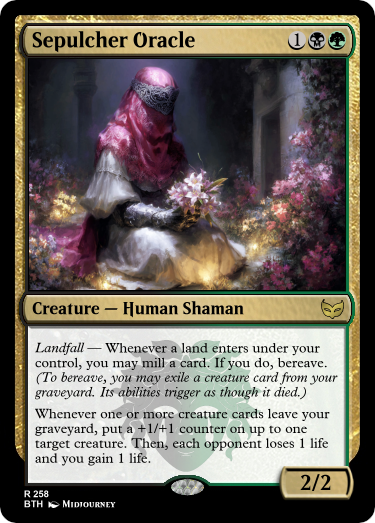 Sepulcher Oracle 1
Creature — Human Shaman
Landfall — Whenever a land enters under your
control, you may mill a card. If you do, bereave.
(To bereave, you may exile a creature card from your
graveyard. Its abilities trigger as though it died.)
Whenever one or more creature cards leave your
graveyard, put a +1/+1 counter on up to one
target creature. Then, each opponent loses 1 life
and you gain 1 life.
2/2
R 258
BTH Midjourney